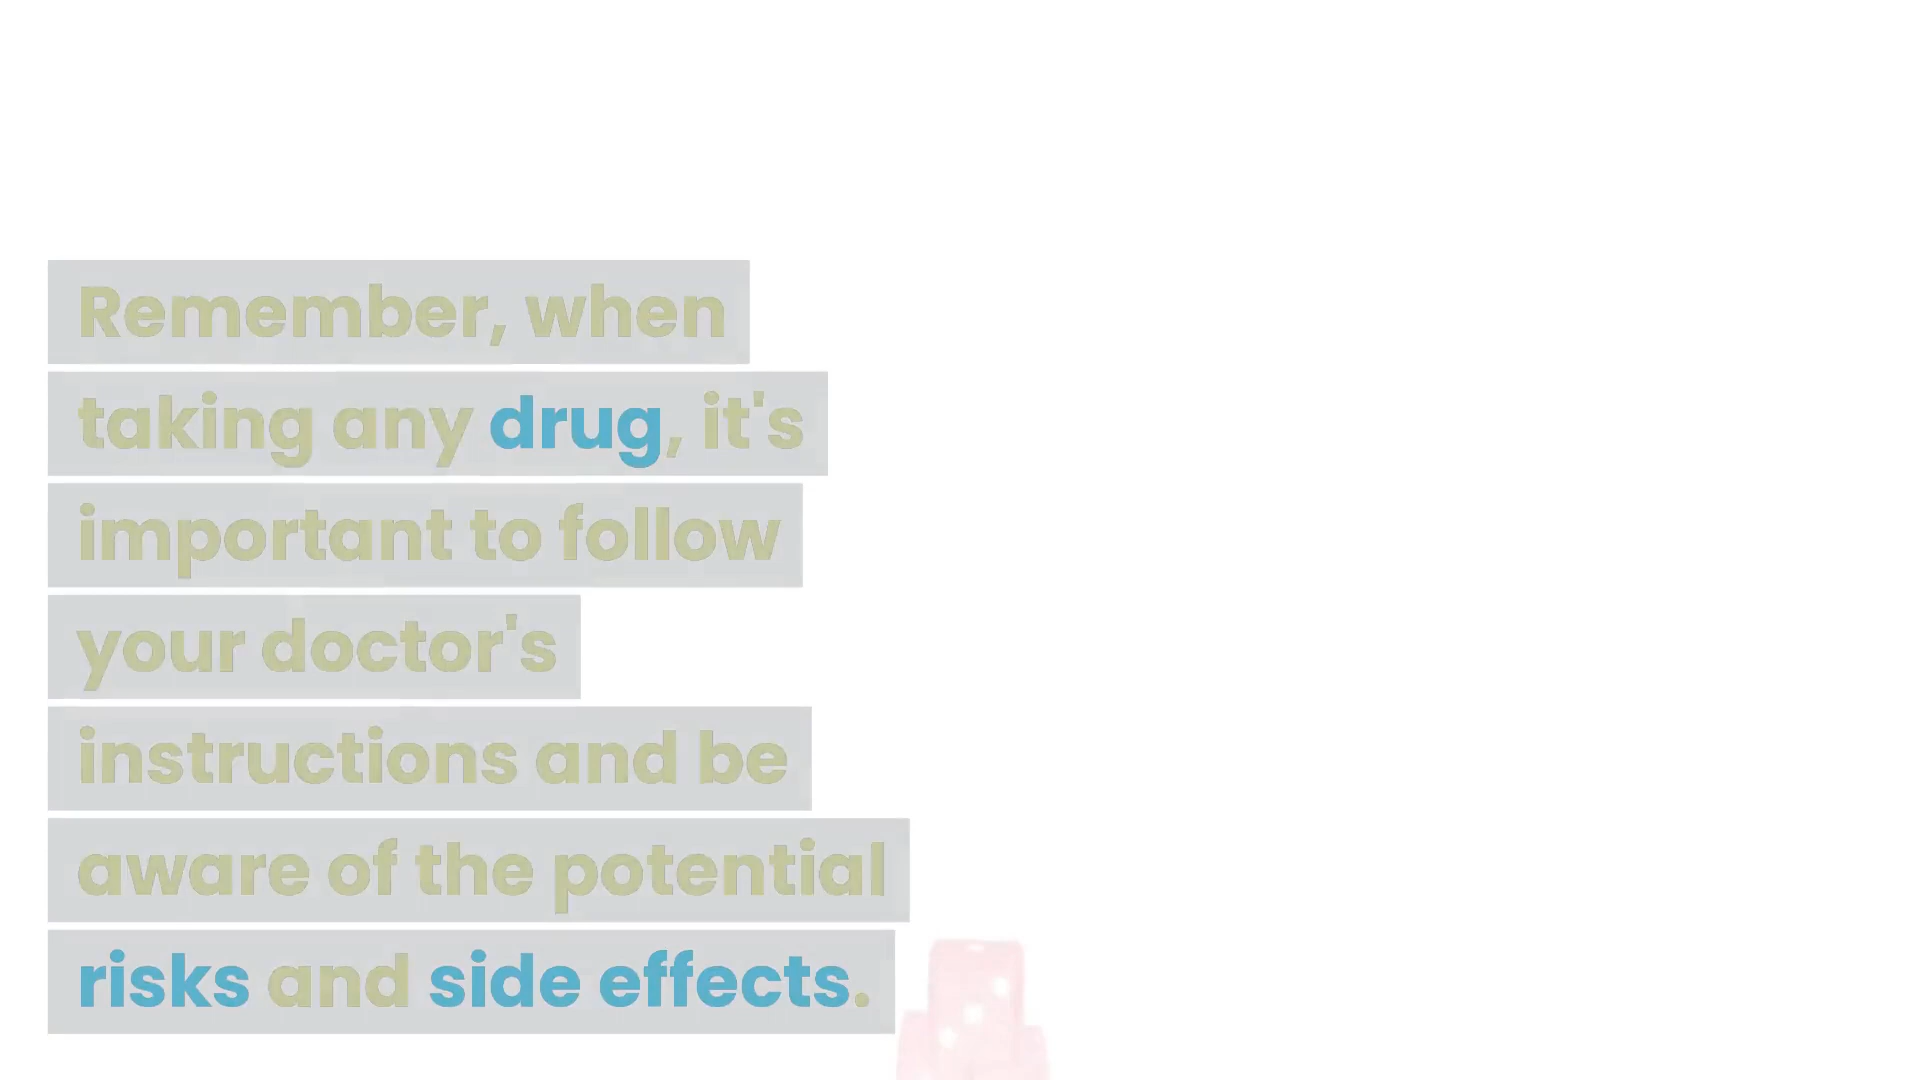 Remember, when
taking any drug, it's
important to follow
your doctor's
instructions and be
aware of the potential
risks and side effects.